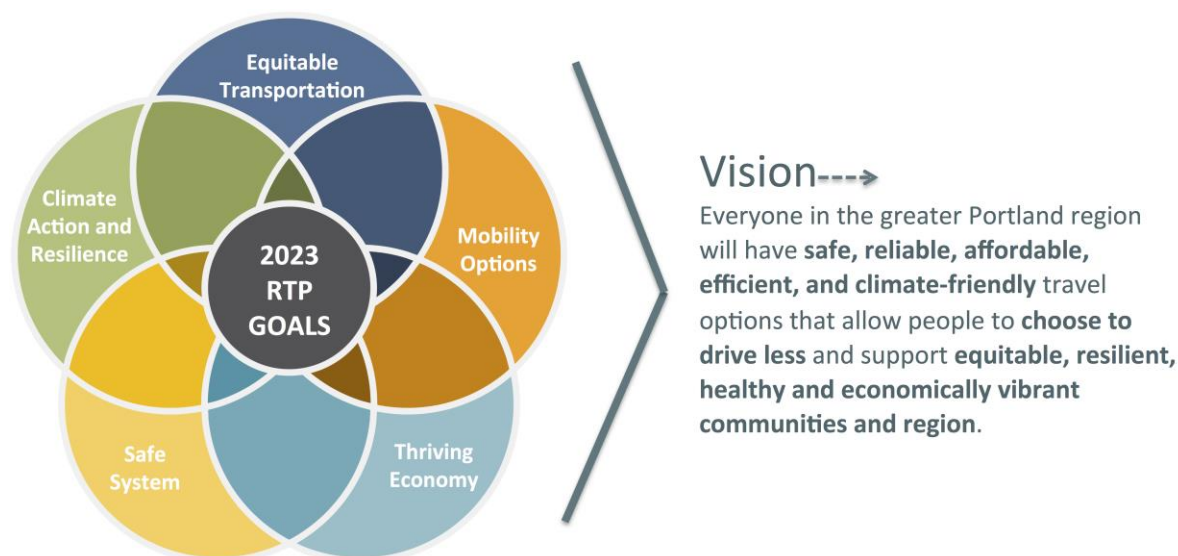 Equitable
Transportation
Climate
Action and
Resilience
2023
RTP
GOALS
Mobility
Options
Safe
System
Thriving
Economy
Vision---->
Everyone in the greater Portland region
will have safe, reliable, affordable,
efficient, and climate-friendly travel
options that allow people to choose to
drive less and support equitable, resilient,
healthy and economically vibrant
communities and region.